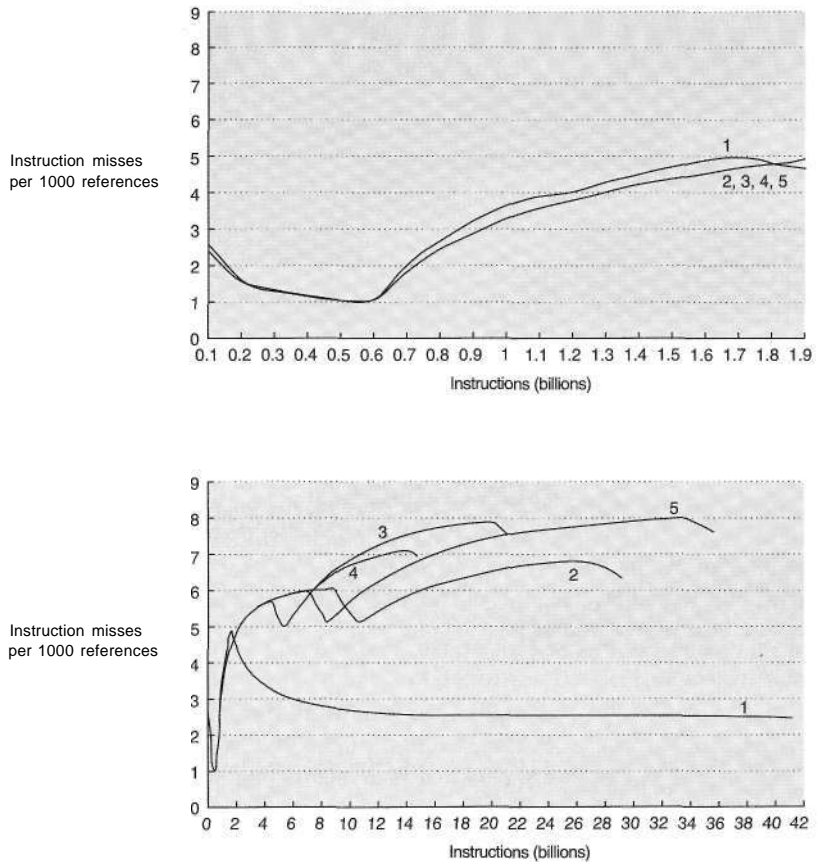 9
8
7
6
5
4
3
2
1
0
Instruction misses
per 1000 references
1
2, 3, 4, 5
0.1 0.2 0.3 0.4 0.5 0.6 0.7 0.8 0.9 1 1.1 1.2 1.3 1.4 1.5 1.6 1.7 1.8 1.9
Instructions (billions)
9
8
7
6
5
4
3
2
1
0
Instruction misses
per 1000 references
3
4
5
2
1
0 2 4 6 8 10 12 14 16 18 20 22 24 26 28 30 32 34 36 38 40 42
Instructions (billions)